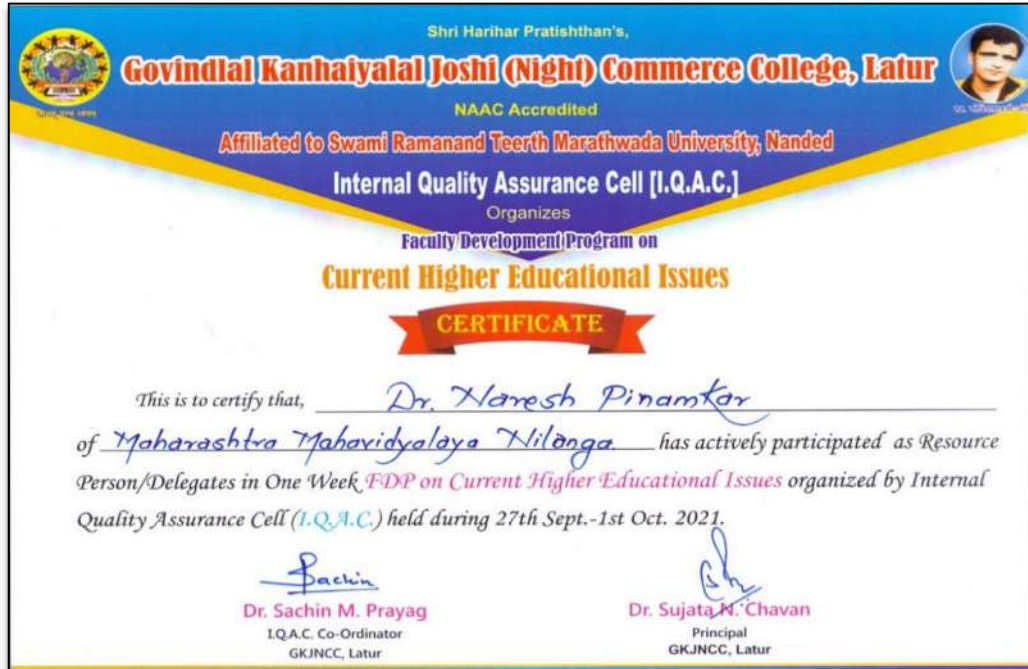 Shri Harihar Pratishthan's,
Govindlal Kanhaiyalal Joshi (Night) Commerce College, Latur
NAAC Accredited
Affiliated to Swami Ramanand Teerth Marathwada University, Nanded
Internal Quality Assurance Cell [I.Q.A.C.]
Organizes
Faculty Development Program on
Current Higher Educational Issues
CERTIFICATE
This is to certify that, Dr. Naresh Pinamkar
of Maharashtra Mahavidyalaya Nilanga has actively participated as Resource
Person/Delegates in One Week FDP on Current Higher Educational Issues organized by Internal
Quality Assurance Cell (I.Q.A.C.) held during 27th Sept.-1st Oct. 2021.
Sachin
Dr. Sachin M. Prayag
I.Q.A.C. Co-Ordinator
GKJNCC, Latur
Dr. Sujata N. Chavan
Principal
GKJNCC, Latur